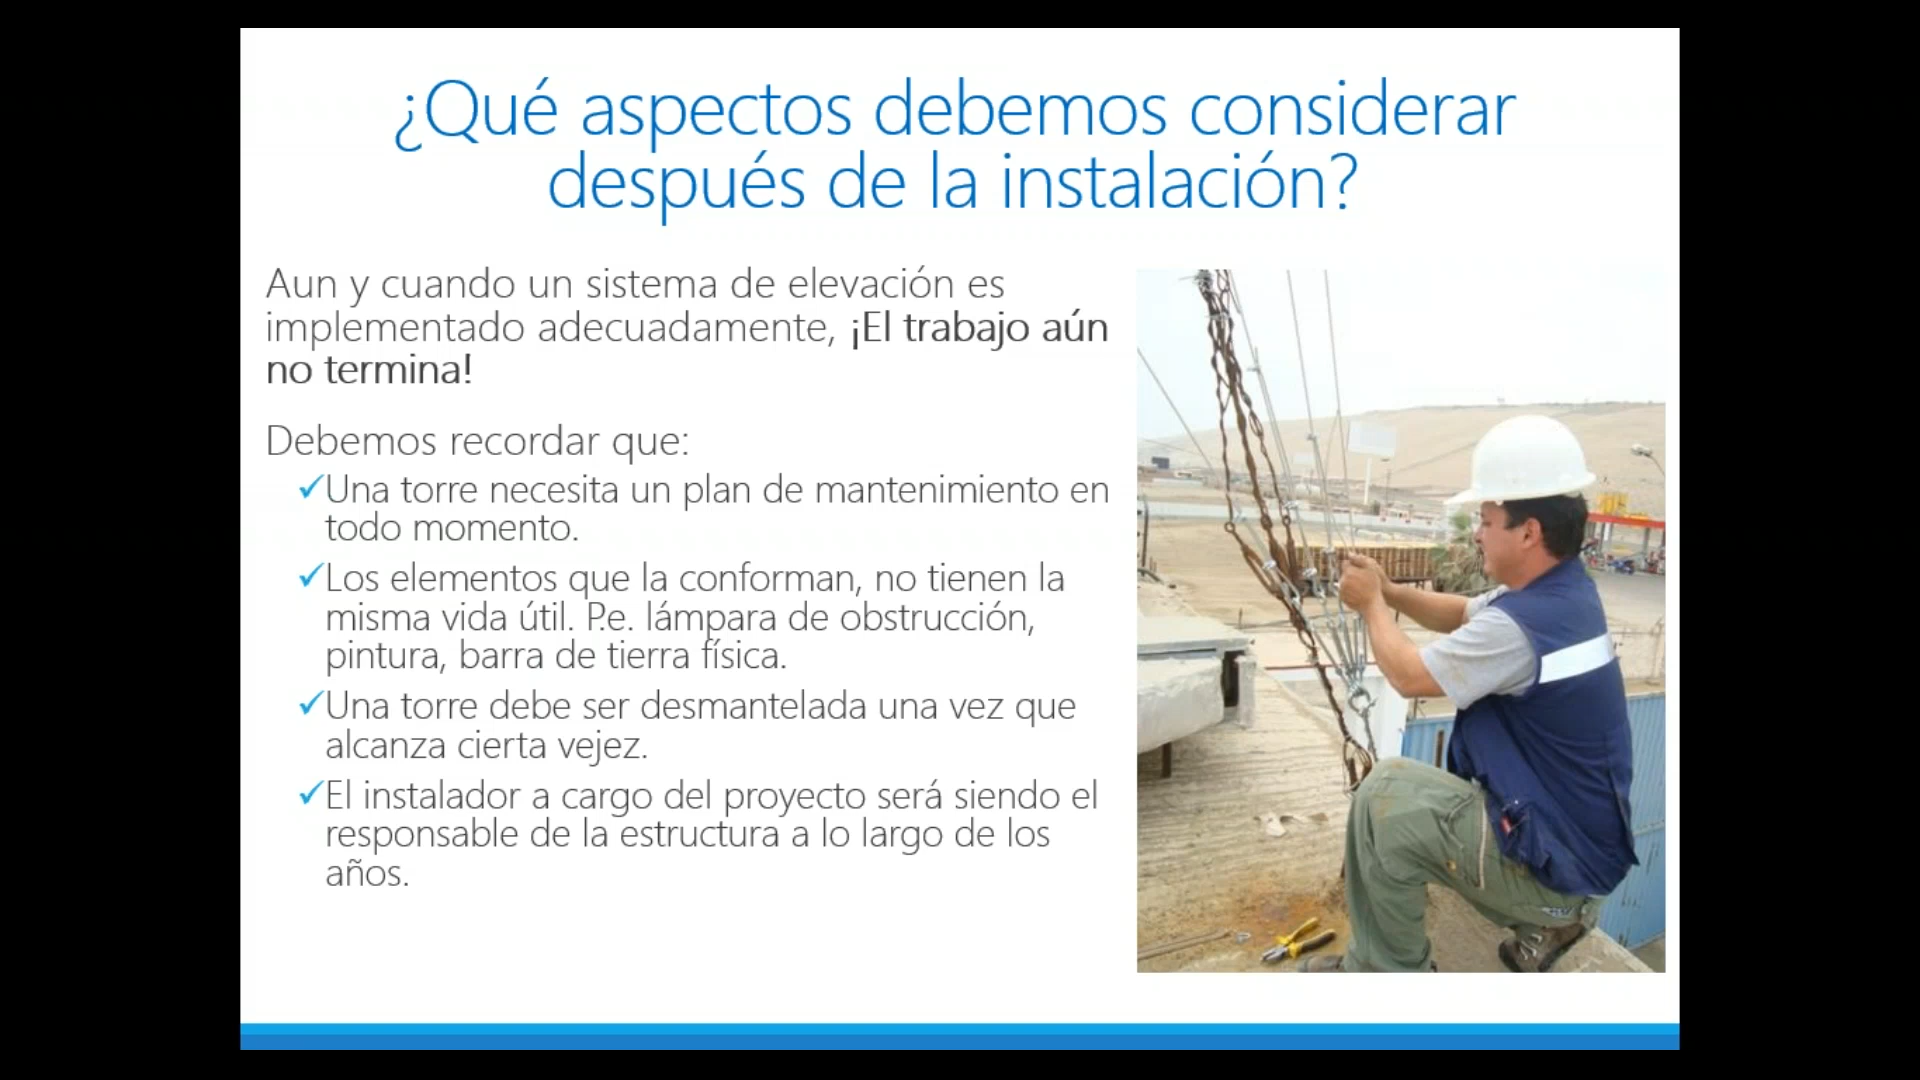 ¿Qué aspectos debemos considerar
después de la instalación?
Aun y cuando un sistema de elevación es
implementado adecuadamente, ¡El trabajo aún
no termina!
Debemos recordar que:
✓Una torre necesita un plan de mantenimiento en
todo momento.
✓Los elementos que la conforman, no tienen la
misma vida útil. P.e. lámpara de obstrucción,
pintura, barra de tierra física.
✓Una torre debe ser desmantelada una vez que
alcanza cierta vejez.
✓El instalador a cargo del proyecto será siendo el
responsable de la estructura a lo largo de los
años.